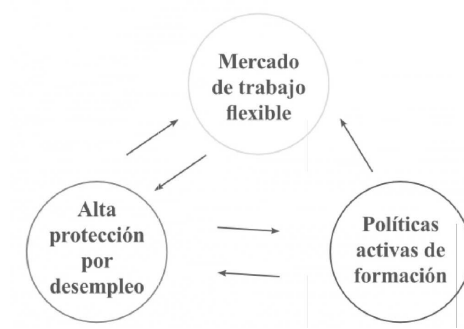 Mercado
de trabajo
flexible
Alta
protección
por
desempleo
Políticas
activas de
formación